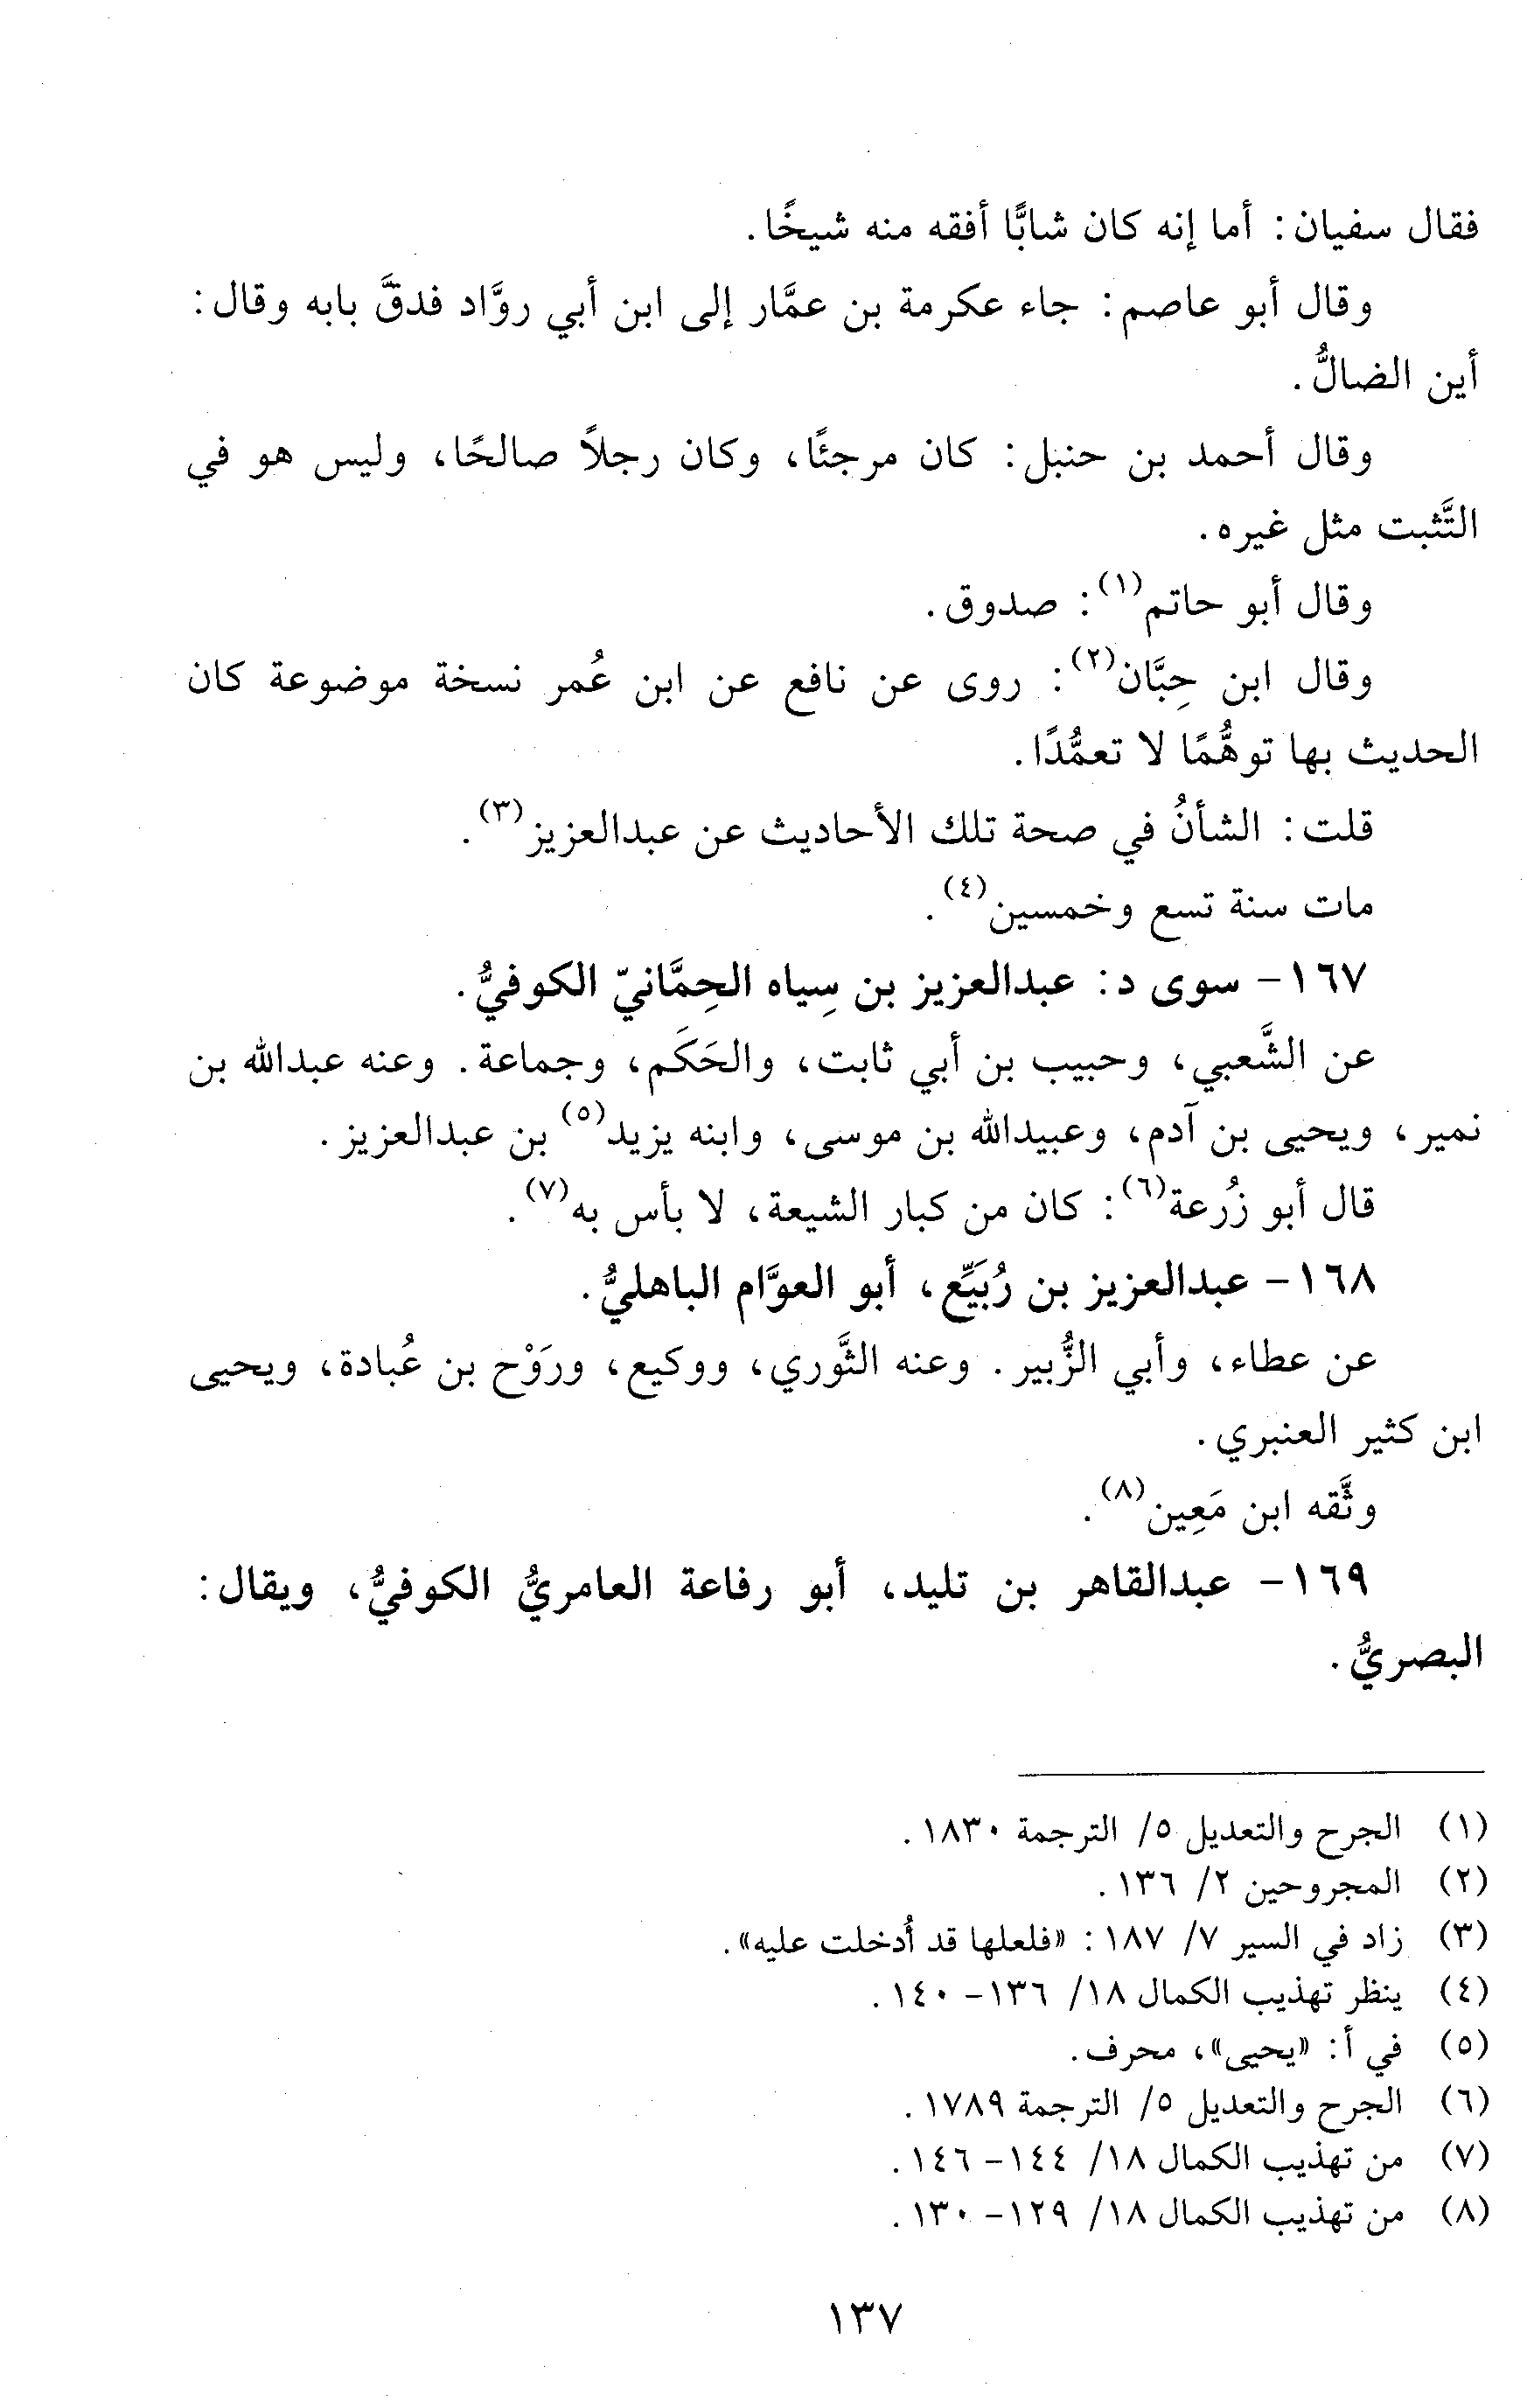 فقال سفيان: أما إنه كان شابًّا أفقه منه شيخًا.
وقال أبو عاصم: جاء عكرمة بن عمَّار إلى ابن أبي روَّاد فدقَّ بابه وقال:
أين الضالُّ.
وقال أحمد بن حنبل: كان مرجئًا، وكان رجلاً صالحًا، وليس هو في
التَّثبت مثل غيره.
وقال أبو حاتم(١): صدوق.
وقال ابن حِبَّان(٢): روى عن نافع عن ابن عُمر نسخة موضوعة كان
الحديث بها توهُّمًا لا تعمُّدًا.
قلت: الشأنُ في صحة تلك الأحاديث عن عبدالعزيز(٣).
مات سنة تسع وخمسين(٤).
١٦٧- سوى د: عبدالعزيز بن سِياه الحِمَّانيّ الكوفيُّ.
عن الشَّعبي، وحبيب بن أبي ثابت، والحَكَم، وجماعة. وعنه عبدالله بن
نمير، ويحيى بن آدم، وعبيدالله بن موسى، وابنه يزيد(٥) بن عبدالعزيز.
قال أبو زُرعة(٦): كان من كبار الشيعة، لا بأس به(٧).
١٦٨- عبدالعزيز بن رُبَيِّع، أبو العوَّام الباهليُّ.
عن عطاء، وأبي الزُّبير. وعنه الثَّوري، ووكيع، ورَوْح بن عُبادة، ويحيى
ابن كثير العنبري.
وثَّقه ابن مَعِين(٨).
١٦٩- عبدالقاهر بن تليد، أبو رفاعة العامريُّ الكوفيُّ، ويقال:
البصريُّ.
(١) الجرح والتعديل ٥/ الترجمة ١٨٣٠.
(٢) المجروحين ٢/ ١٣٦.
(٣) زاد في السير ٧/ ١٨٧: «فلعلها قد أُدخلت عليه».
(٤) ينظر تهذيب الكمال ١٨/ ١٣٦- ١٤٠.
(٥) في أ: «يحيى»، محرف.
(٦) الجرح والتعديل ٥/ الترجمة ١٧٨٩.
(٧) من تهذيب الكمال ١٨/ ١٤٤- ١٤٦.
(٨) من تهذيب الكمال ١٨/ ١٢٩- ١٣٠.
١٣٧